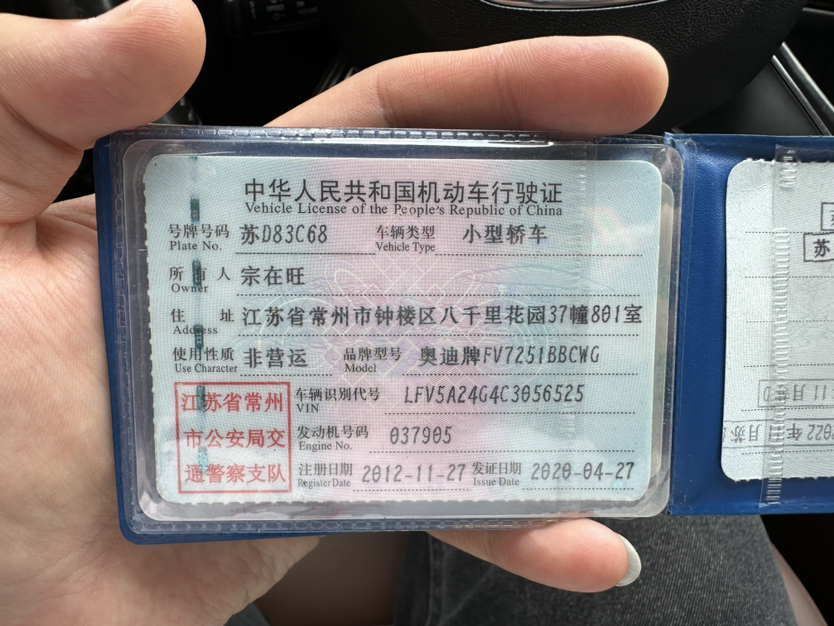 中华人民共和国机动车行驶证
Vehicle License of the People's Republic of China
号牌号码 苏D83C68 车辆类型 小型轿车
Plate No. Vehicle Type
所有人 宗在旺
Owner
住址 江苏省常州市钟楼区八千里花园37幢801室
Address
使用性质 非营运 品牌型号 奥迪牌FV7251BBCWG
Use Character Model
江苏省常州
市公安局交
通警察支队
车辆识别代号 LFV5A24G4C3056525
VIN
发动机号码 037905
Engine No.
注册日期 2012-11-27 发证日期 2020-04-27
Register Date Issue Date
苏